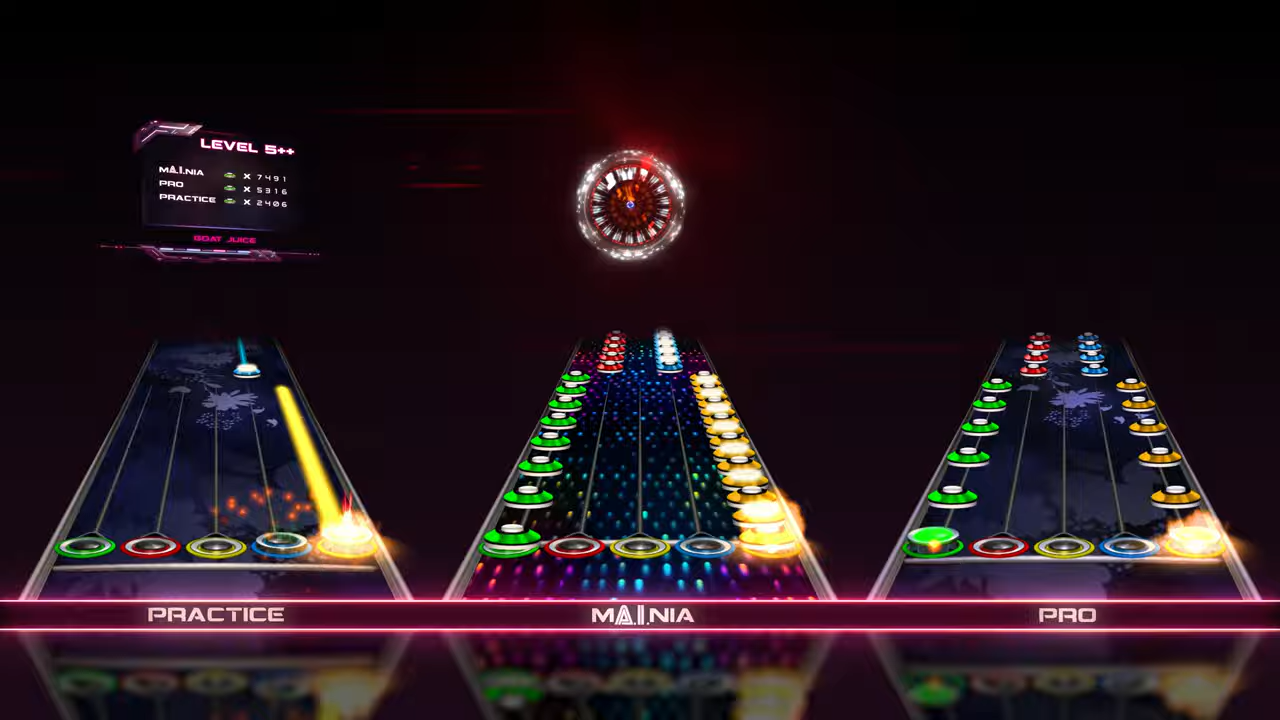 LEVEL 5++
MA.I.NIA X 7491
PRO X 5316
PRACTICE X 2406
GOAT JUICE
PRACTICE
MA.I.NIA
PRO